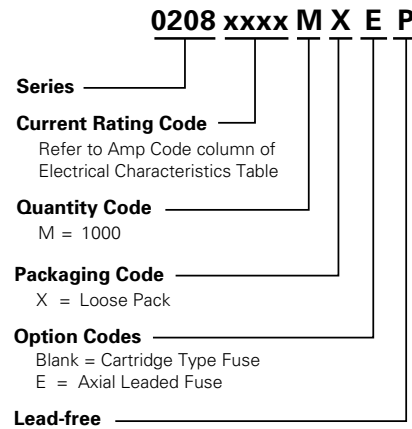 0208 xxxx M X E P
Series
Current Rating Code
Refer to Amp Code column of
Electrical Characteristics Table
Quantity Code
M = 1000
Packaging Code
X = Loose Pack
Option Codes
Blank = Cartridge Type Fuse
E = Axial Leaded Fuse
Lead-free